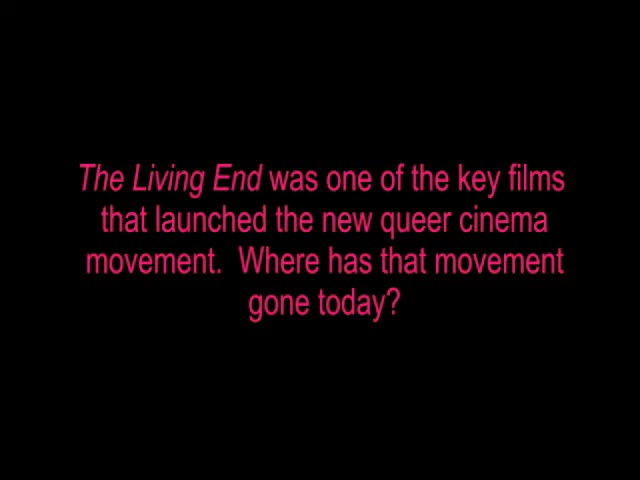 The Living End was one of the key films
that launched the new queer cinema
movement.  Where has that movement
gone today?